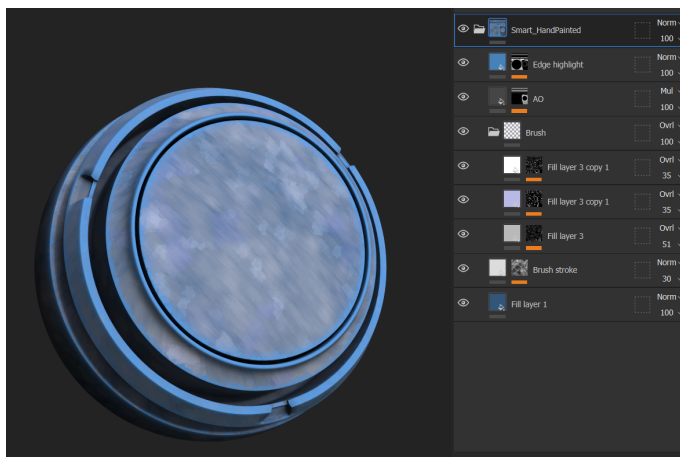 Norm
Smart_HandPainted
100
Norm
Edge highlight
100
Mul
AO
100
Ovrl
Brush
100
Ovrl
Fill layer 3 copy 1
35
Ovrl
Fill layer 3 copy 1
35
Ovrl
Fill layer 3
51
Norm
Brush stroke
30
Norm
Fill layer 1
100